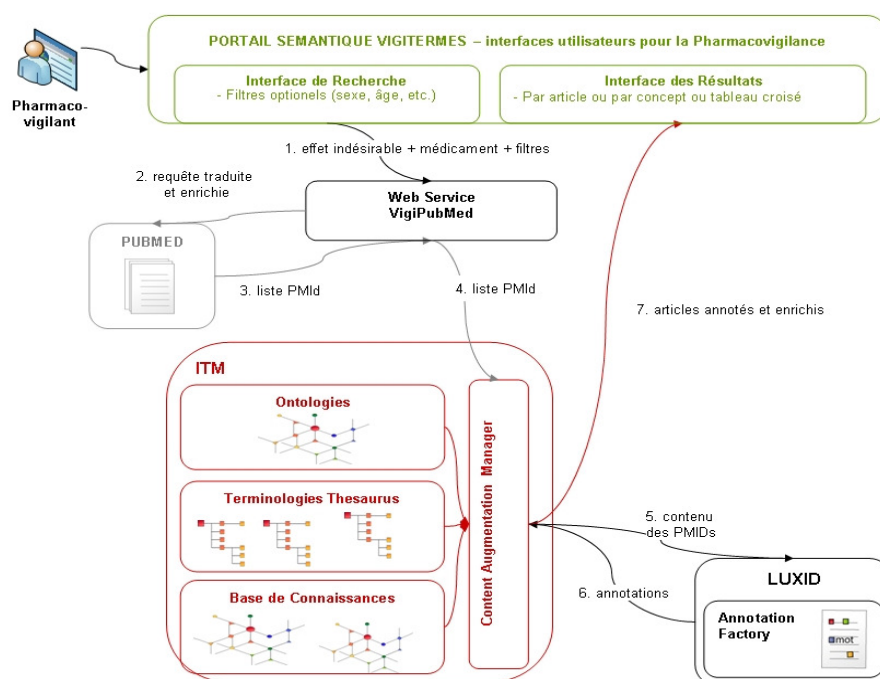 PORTAIL SEMANTIQUE VIGITERMES – interfaces utilisateurs pour la Pharmacovigilance
Interface de Recherche
- Filtres optionels (sexe, âge, etc.)
Interface des Résultats
- Par article ou par concept ou tableau croisé
Pharmaco-
vigilant
1. effet indésirable + médicament + filtres
2. requête traduite
et enrichie
Web Service
VigiPubMed
PUBMED
3. liste PMId
4. liste PMId
7. articles annotés et enrichis
ITM
Ontologies
Terminologies Thesaurus
Base de Connaissances
Content Augmentation Manager
5. contenu
des PMIDs
6. annotations
LUXID
Annotation
Factory
mot